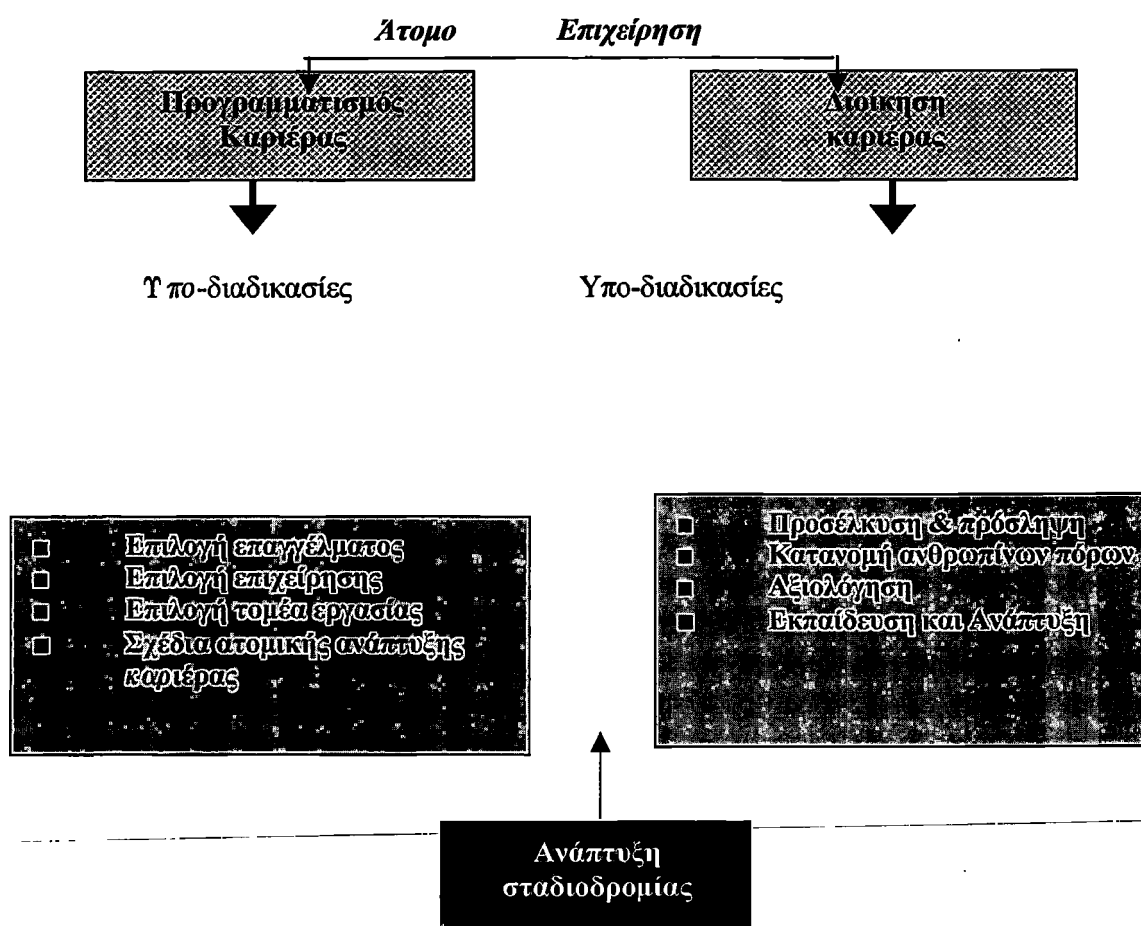 Άτομο Επιχείρηση
Προγραμματισμός
Καριέρας
Διοίκηση
καριέρας
Υπο-διαδικασίες Υπο-διαδικασίες
Επιλογή επαγγέλματος
Επιλογή επιχείρησης
Επιλογή τομέα εργασίας
Σχέδια ατομικής ανάπτυξης
καριέρας
Προσέλκυση & πρόσληψη
Κατανομή ανθρωπίνων πόρων
Αξιολόγηση
Εκπαίδευση και Ανάπτυξη
Ανάπτυξη
σταδιοδρομίας